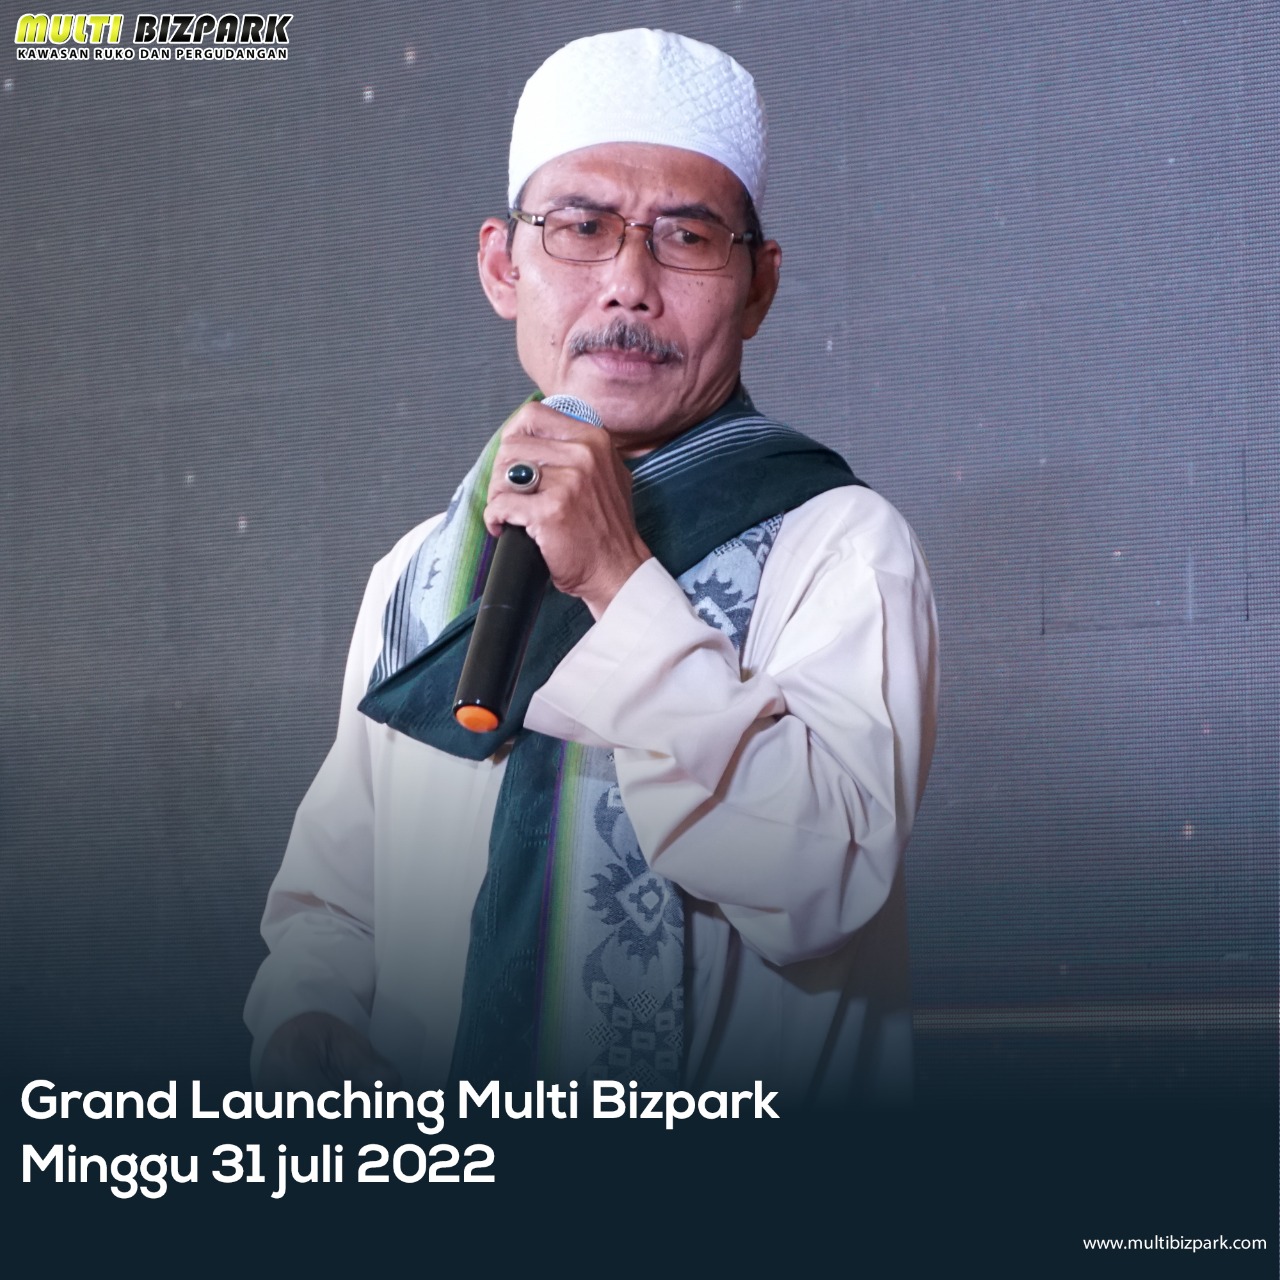 MULTI BIZPARK
KAWASAN RUKO DAN PERGUDANGAN
Grand Launching Multi Bizpark
Minggu 31 juli 2022
www.multibizpark.com